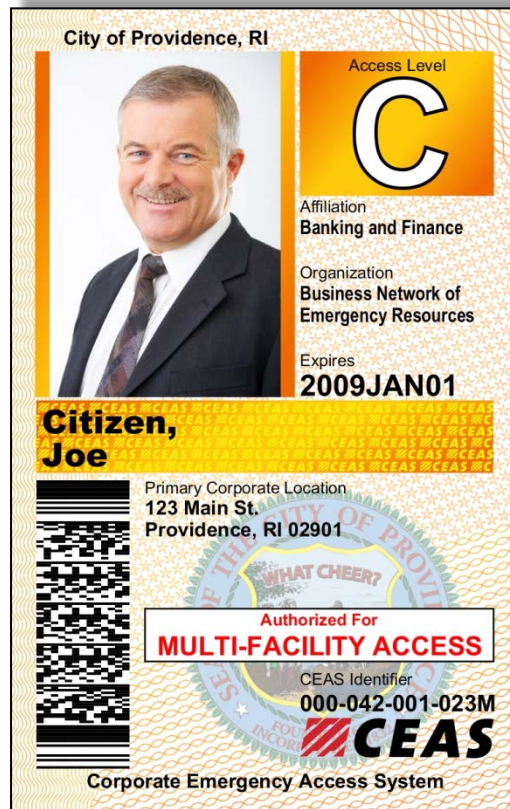 City of Providence, RI
Access Level
C
Affiliation
Banking and Finance
Organization
Business Network of
Emergency Resources
Expires
2009JAN01
Citizen,
Joe
Primary Corporate Location
123 Main St.
Providence, RI 02901
WHAT CHEER?
Authorized For
MULTI-FACILITY ACCESS
CEAS Identifier
000-042-001-023M
CEAS
Corporate Emergency Access System